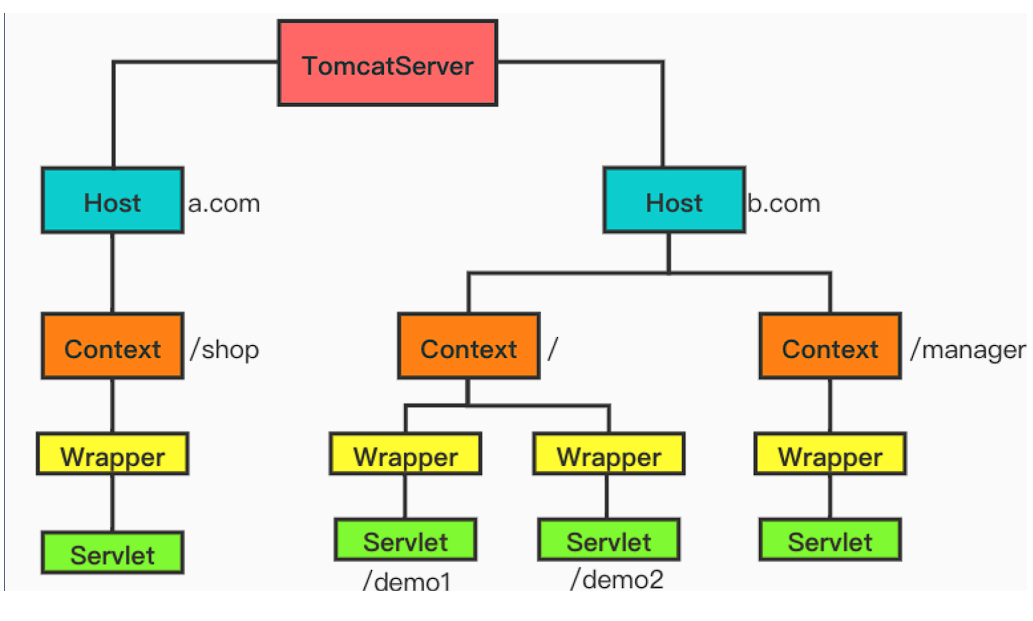 TomcatServer
Host a.com
Host b.com
Context /shop
Context /
Context /manager
Wrapper
Wrapper
Wrapper
Wrapper
Servlet
Servlet
Servlet
Servlet
/demo1
/demo2